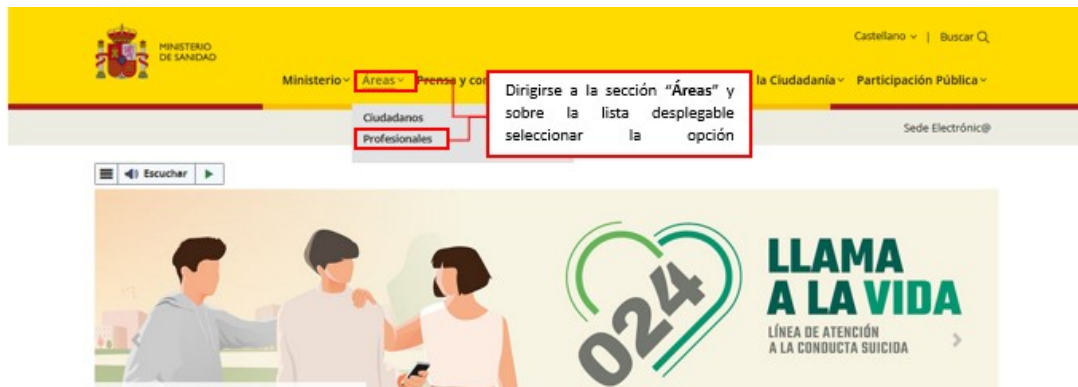 MINISTERIO
DE SANIDAD
Castellano | Buscar
Ministerio Áreas Prensa y la Ciudadanía Participación Pública
Dirigirse a la sección “Áreas” y
sobre la lista desplegable
seleccionar la opción
Ciudadanos
Profesionales
Sede Electrónic@
Escuchar
024
LLAMA
A LA VIDA
LÍNEA DE ATENCIÓN
A LA CONDUCTA SUICIDA